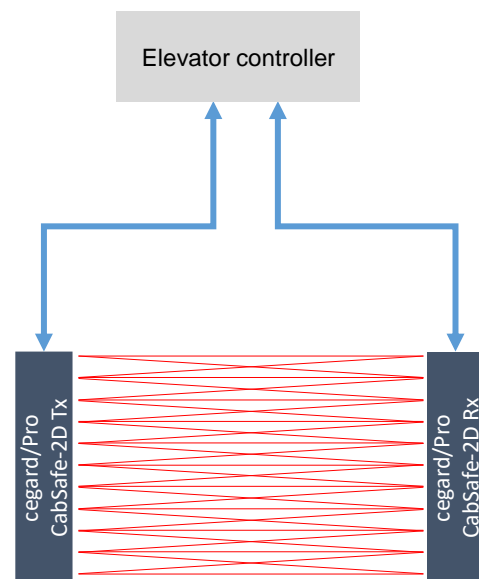 Elevator controller
cegard/Pro
CabSafe-2D Tx
cegard/Pro
CabSafe-2D Rx